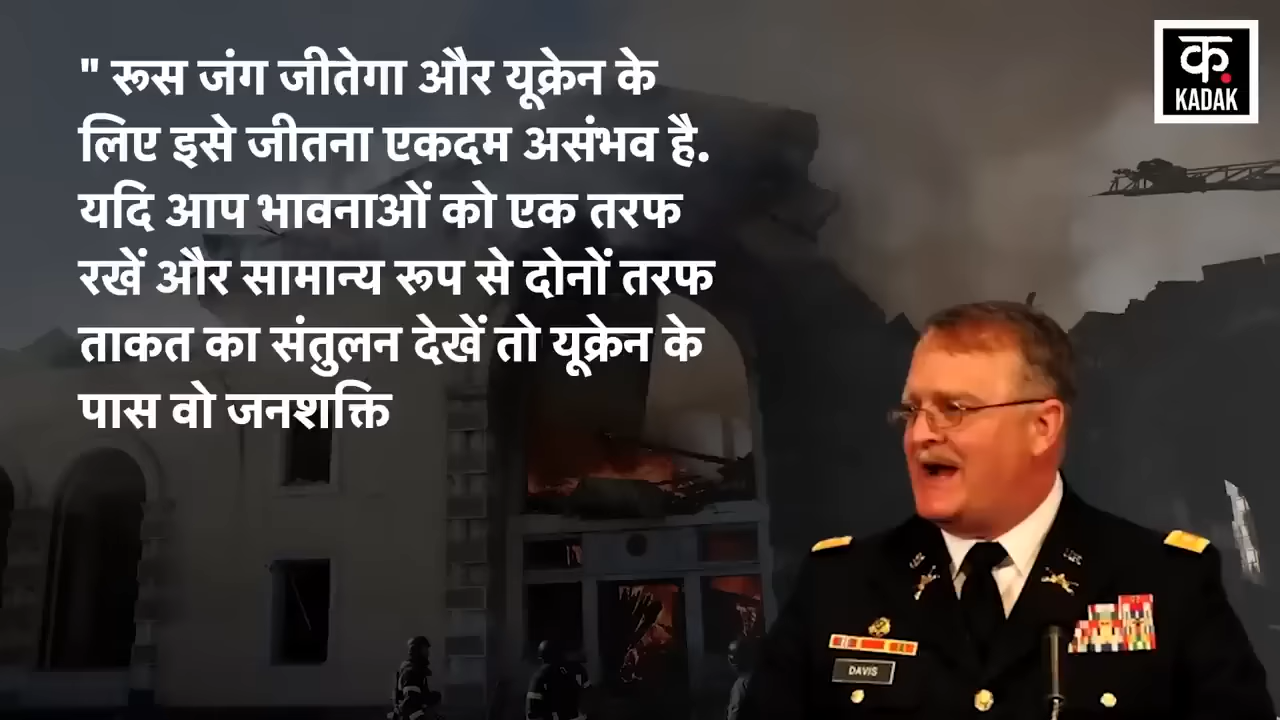 " रूस जंग जीतेगा और यूक्रेन के
लिए इसे जीतना एकदम असंभव है.
यदि आप भावनाओं को एक तरफ
रखें और सामान्य रूप से दोनों तरफ
ताकत का संतुलन देखें तो यूक्रेन के
पास वो जनशक्ति
क
KADAK
DAVIS